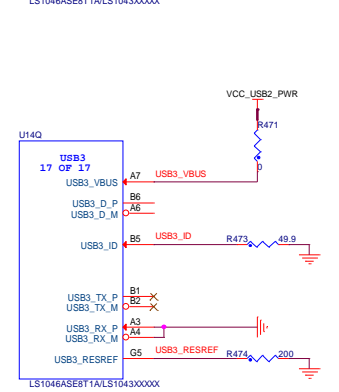 LS1046ASE8T1A/LS1043XXXXX
VCC_USB2_PWR
R471
0
U14Q
USB3
17 OF 17
USB3_VBUS A7 USB3_VBUS
USB3_D_P B6
USB3_D_M A6
USB3_ID B5 USB3_ID R473 49.9
USB3_TX_P B1
USB3_TX_M B2
USB3_RX_P A3
USB3_RX_M A4
USB3_RESREF G5 USB3_RESREF R474 200
LS1046ASE8T1A/LS1043XXXXX